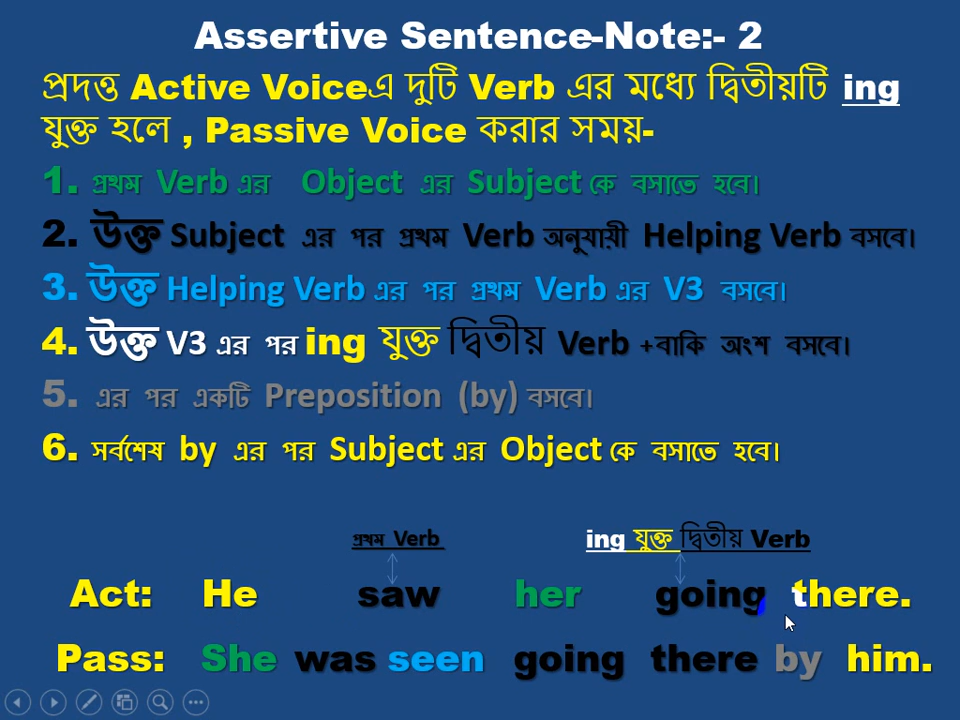 Assertive Sentence-Note:- 2
প্রদত্ত Active Voiceএ দুটি Verb এর মধ্যে দ্বিতীয়টি ing
যুক্ত হলে , Passive Voice করার সময়-
1. প্রথম Verb এর Object এর Subject কে বসাতে হবে।
2. উক্ত Subject এর পর প্রথম Verb অনুযায়ী Helping Verb বসবে।
3. উক্ত Helping Verb এর পর প্রথম Verb এর V3 বসবে।
4. উক্ত V3 এর পর ing যুক্ত দ্বিতীয় Verb +বাকি অংশ বসবে।
5. এর পর একটি Preposition (by) বসবে।
6. সর্বশেষ by এর পর Subject এর Object কে বসাতে হবে।
প্রথম Verb ing যুক্ত দ্বিতীয় Verb
Act: He saw her going there.
Pass: She was seen going there by him.